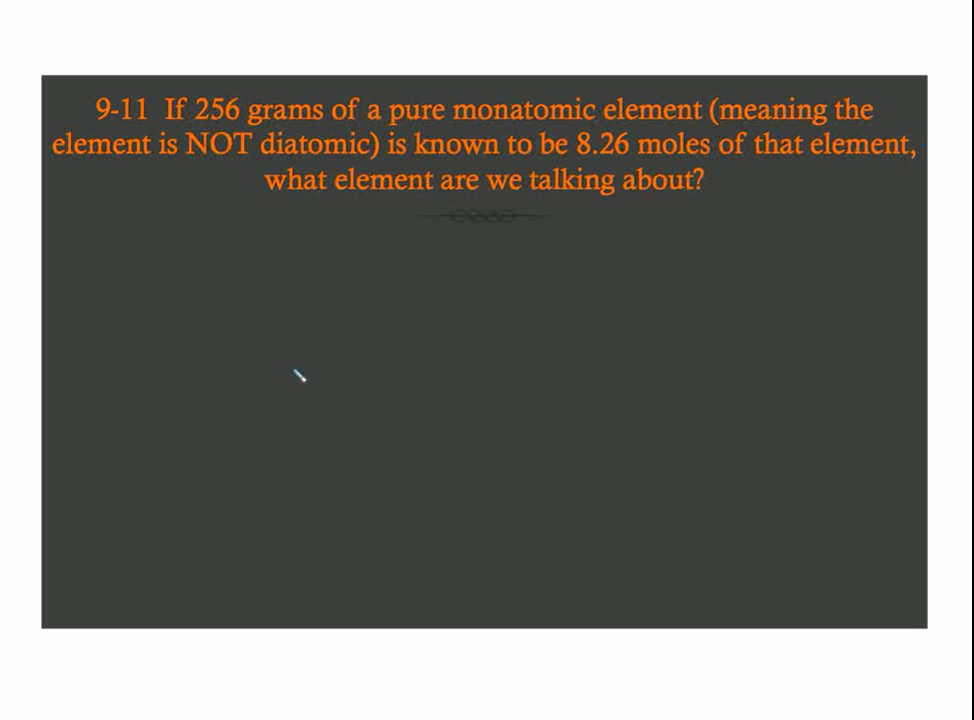 9-11 If 256 grams of a pure monatomic element (meaning the
element is NOT diatomic) is known to be 8.26 moles of that element,
what element are we talking about?